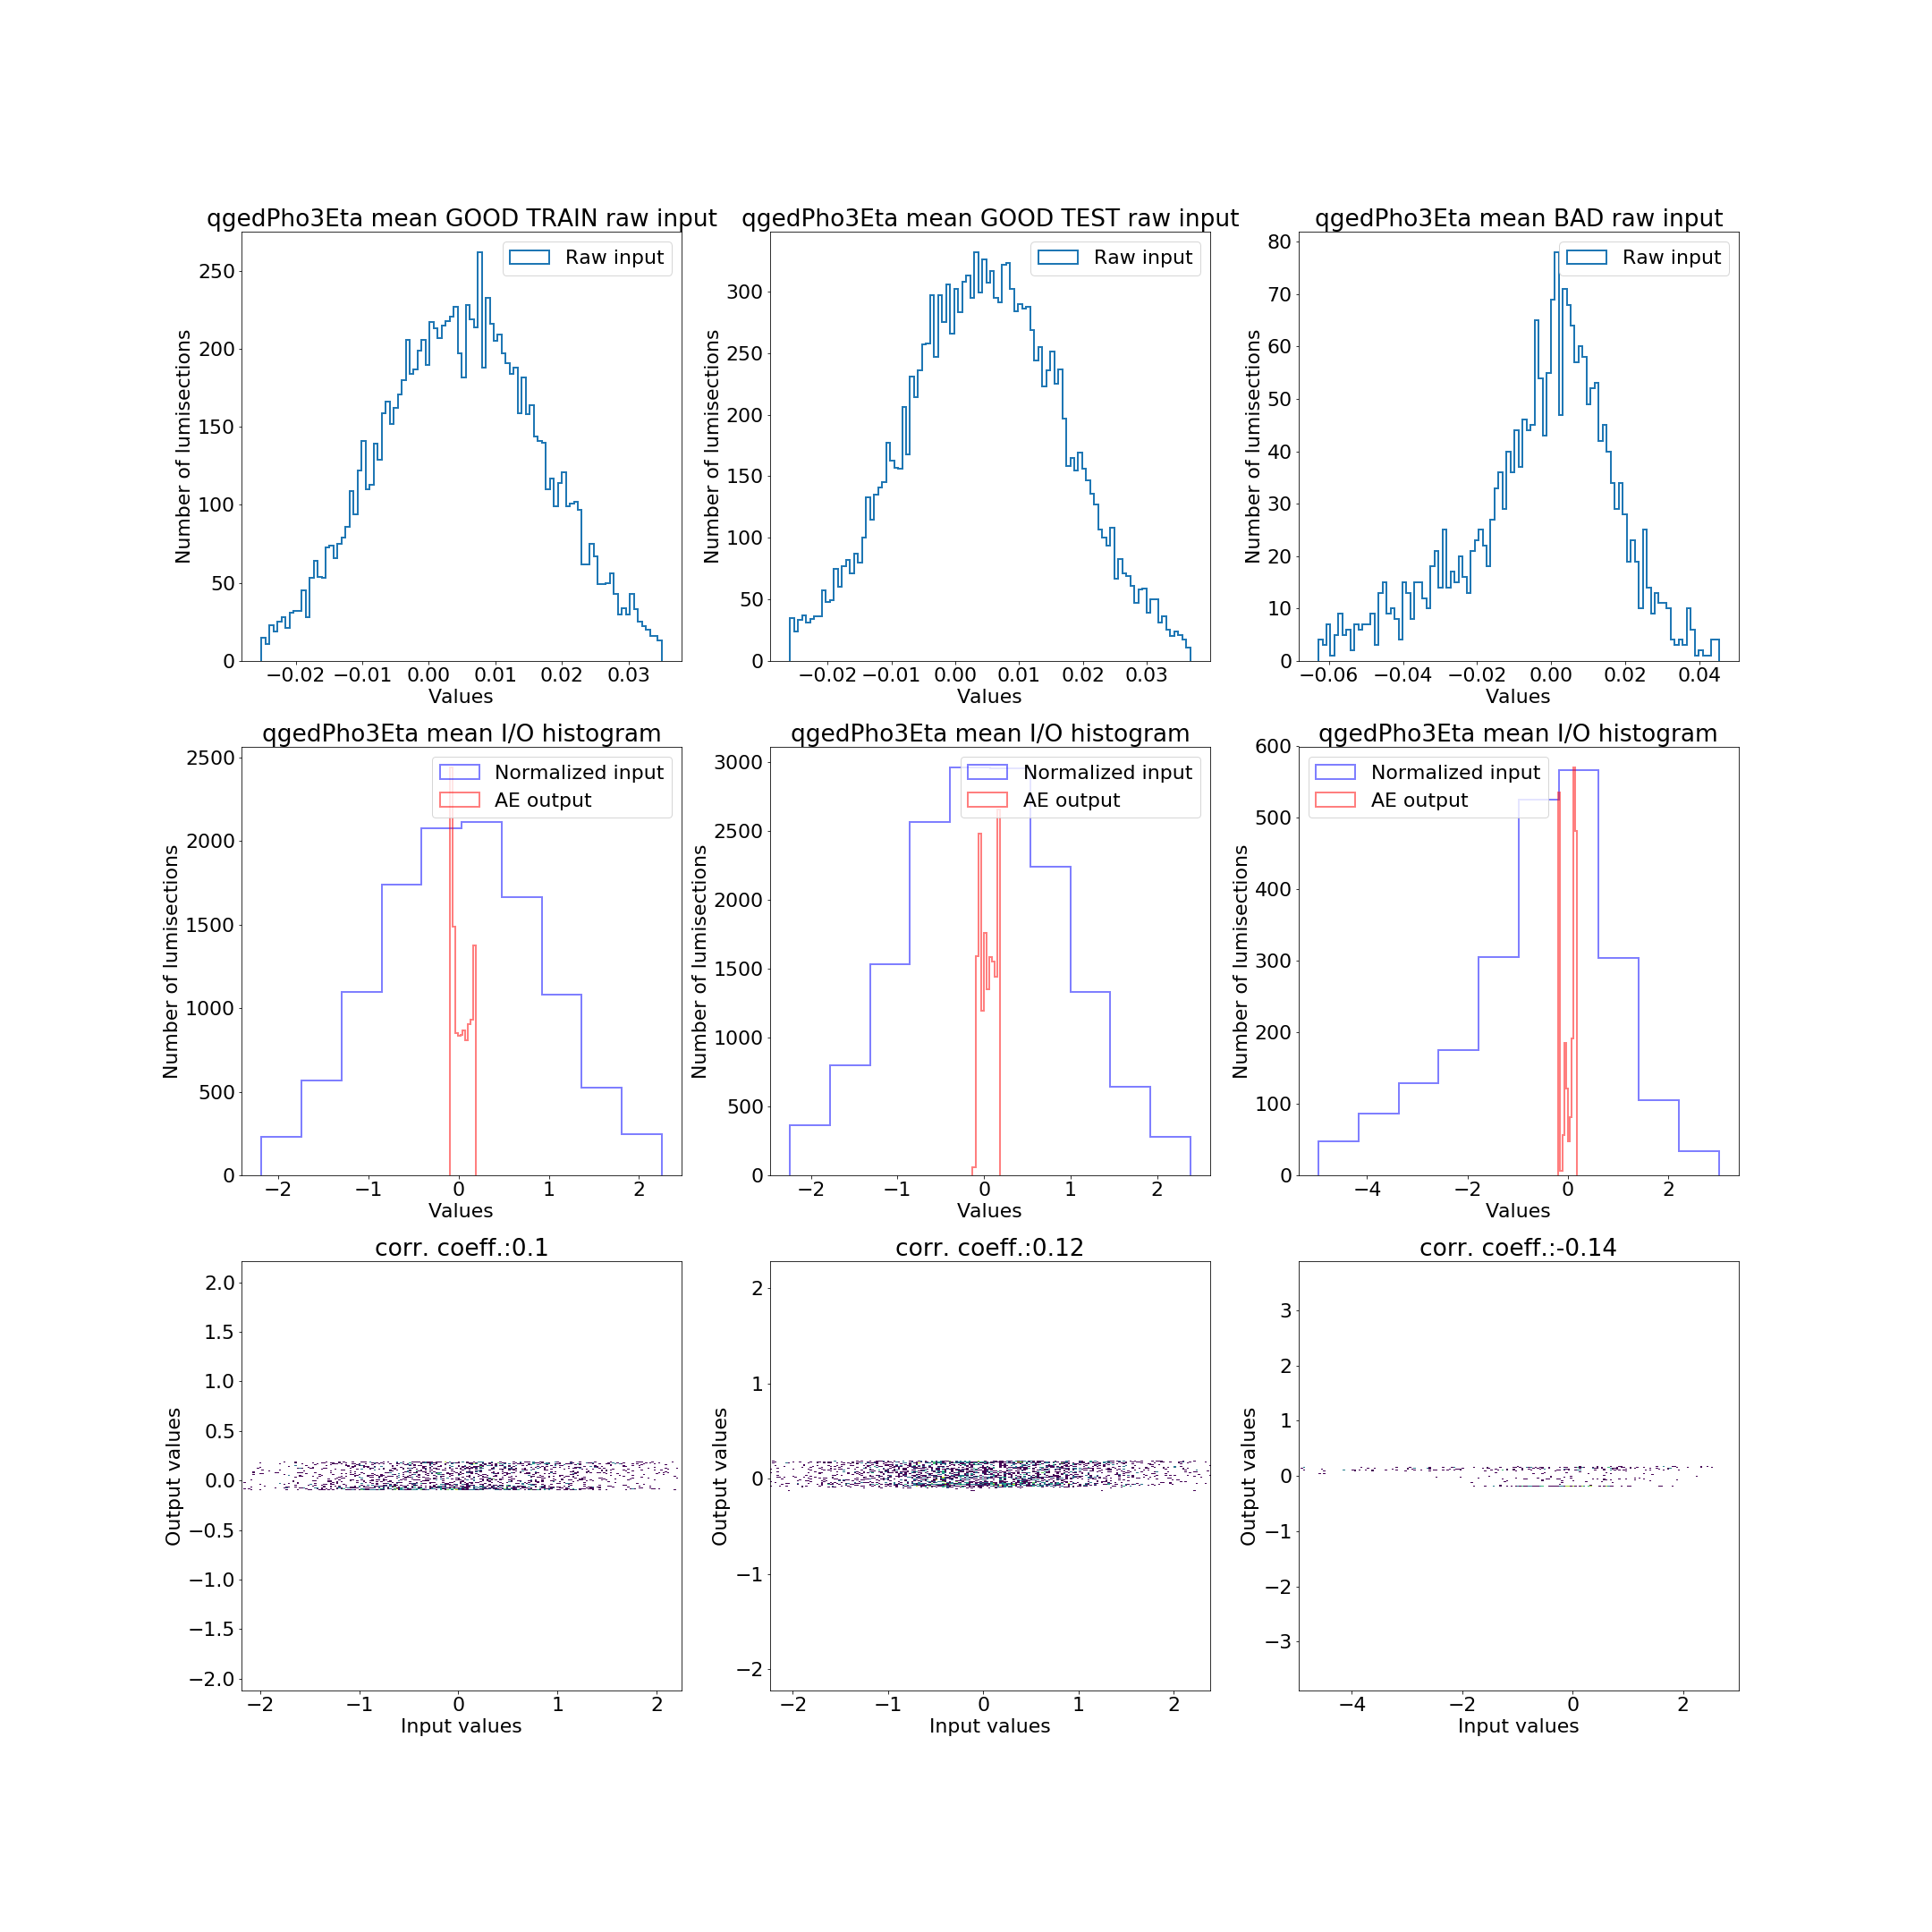 qgedPho3Eta mean GOOD TRAIN raw input
Raw input
Number of lumisections
250
200
150
100
50
0
−0.02 −0.01 0.00 0.01 0.02 0.03
Values
qgedPho3Eta mean GOOD TEST raw input
Raw input
Number of lumisections
300
250
200
150
100
50
0
−0.02 −0.01 0.00 0.01 0.02 0.03
Values
qgedPho3Eta mean BAD raw input
Raw input
Number of lumisections
80
70
60
50
40
30
20
10
0
−0.06 −0.04 −0.02 0.00 0.02 0.04
Values
qgedPho3Eta mean I/O histogram
Normalized input
AE output
Number of lumisections
2500
2000
1500
1000
500
0
−2 −1 0 1 2
Values
qgedPho3Eta mean I/O histogram
Normalized input
AE output
Number of lumisections
3000
2500
2000
1500
1000
500
0
−2 −1 0 1 2
Values
qgedPho3Eta mean I/O histogram
Normalized input
AE output
Number of lumisections
600
500
400
300
200
100
0
−4 −2 0 2
Values
corr. coeff.:0.1
Output values
2.0
1.5
1.0
0.5
0.0
−0.5
−1.0
−1.5
−2.0
−2 −1 0 1 2
Input values
corr. coeff.:0.12
Output values
2
1
0
−1
−2
−2 −1 0 1 2
Input values
corr. coeff.:-0.14
Output values
3
2
1
0
−1
−2
−3
−4 −2 0 2
Input values